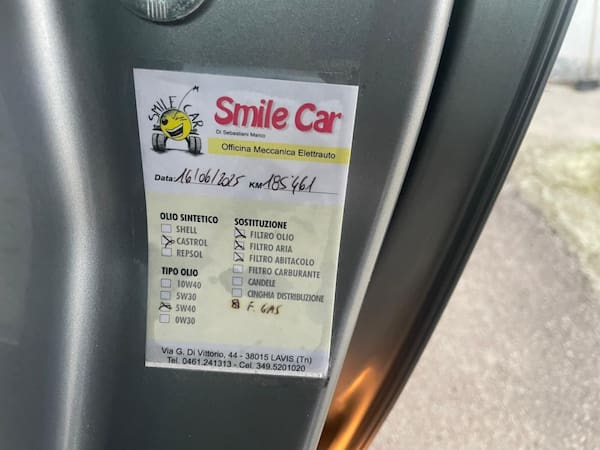 SMILE CAR
Smile Car
Di Sebastiani Marco
Officina Meccanica Elettrauto
Data: 16/06/2025 KM 185461
OLIO SINTETICO
SHELL
CASTROL
REPSOL
TIPO OLIO
10W40
5W30
5W40
0W30
SOSTITUZIONE
FILTRO OLIO
FILTRO ARIA
FILTRO ABITACOLO
FILTRO CARBURANTE
CANDELE
CINGHIA DISTRIBUZIONE
F. GAS
Via G. Di Vittorio, 44 - 38015 LAVIS (Tn)
Tel. 0461.241313 - Cel. 349.5201020